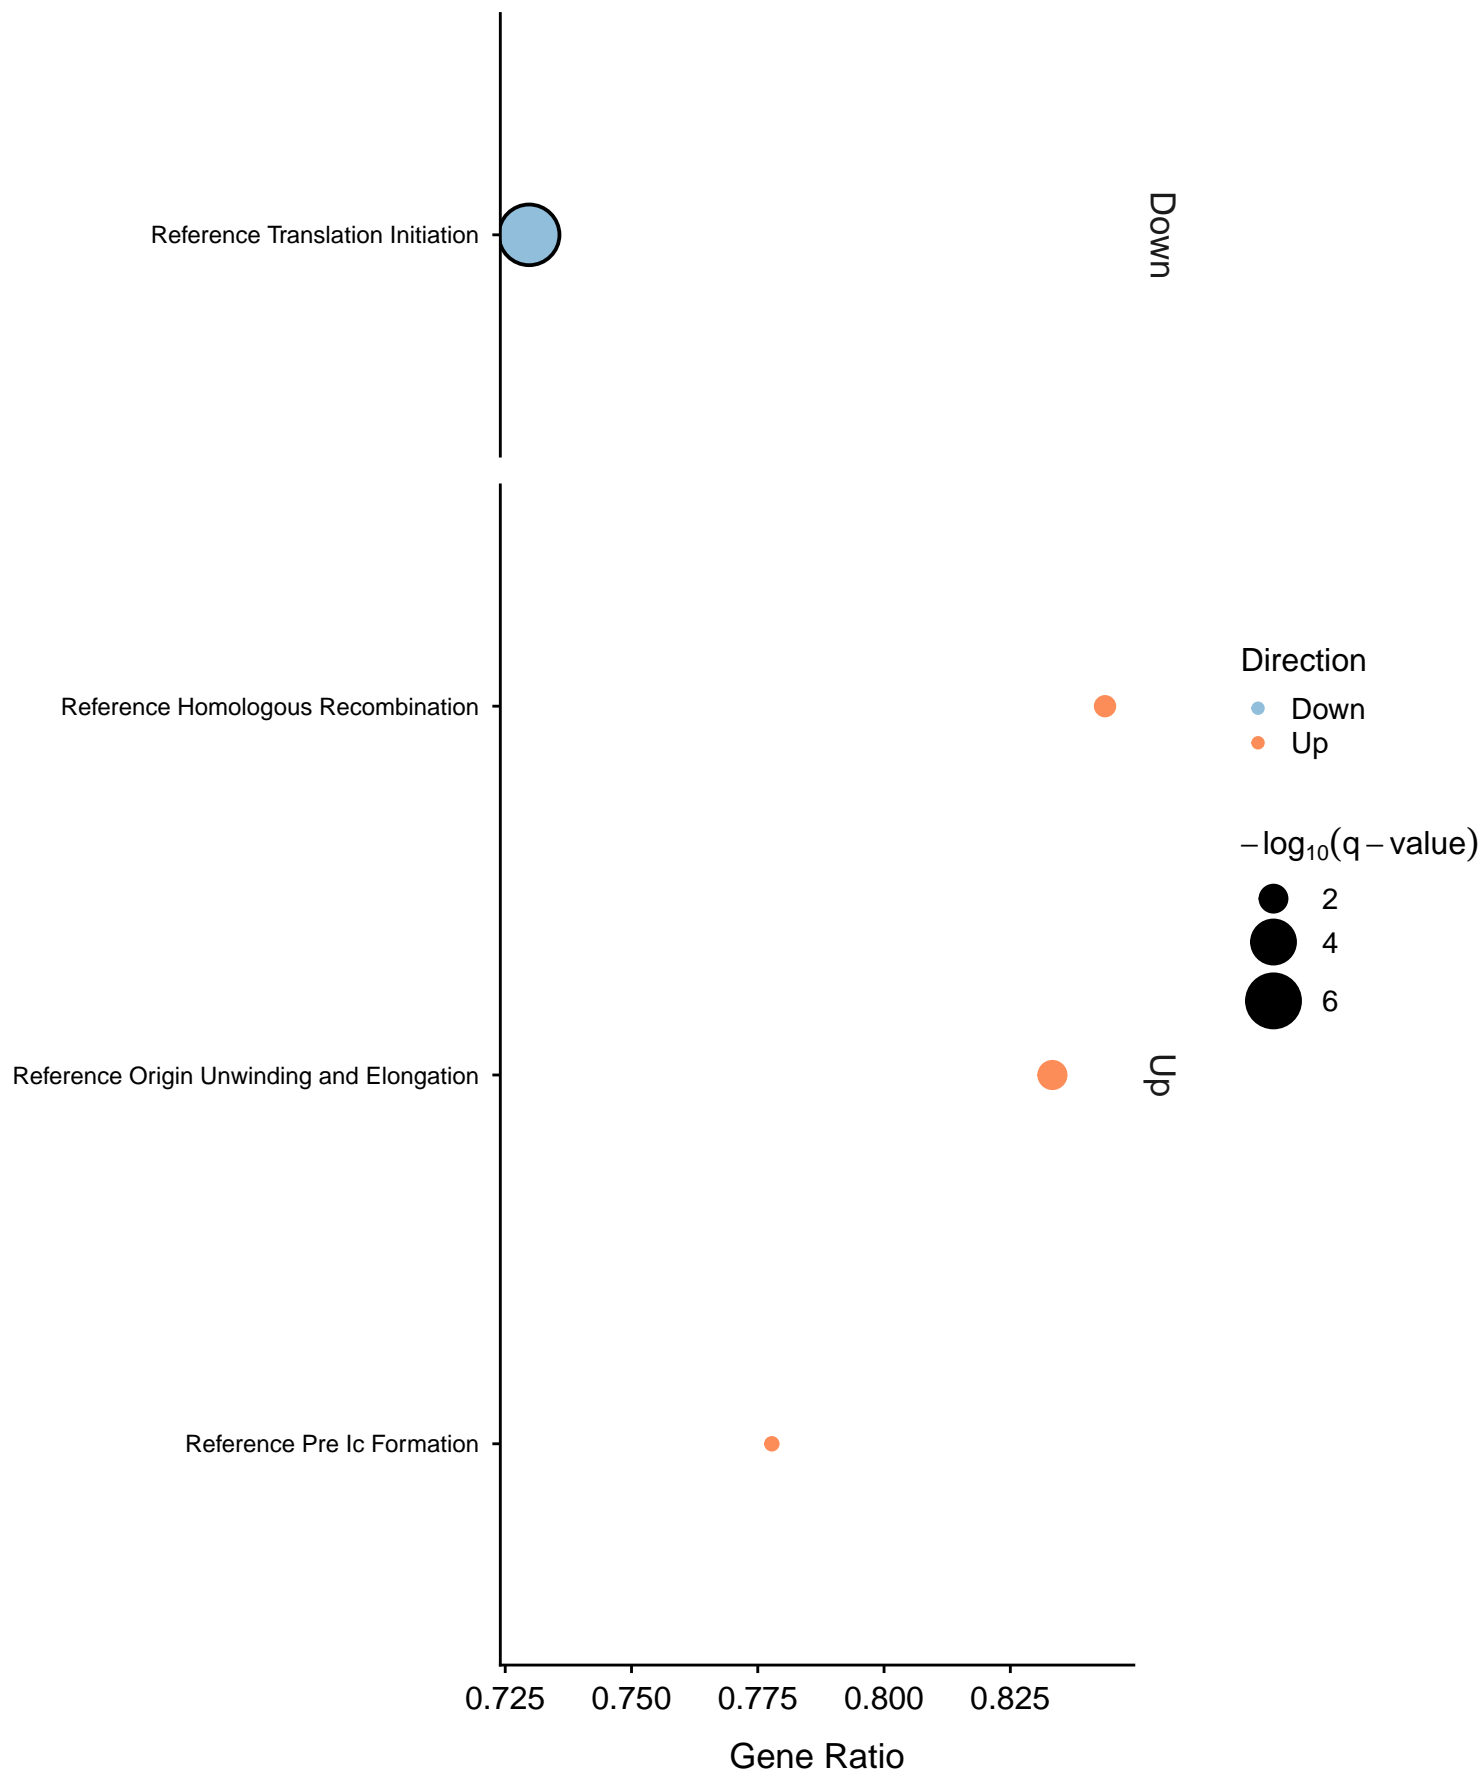 Reference Translation Initiation
Down
Reference Homologous Recombination
Reference Origin Unwinding and Elongation
Reference Pre Ic Formation
Up
0.725 0.750 0.775 0.800 0.825
Gene Ratio
Direction
Down
Up
−log₁₀(q−value)
2
4
6